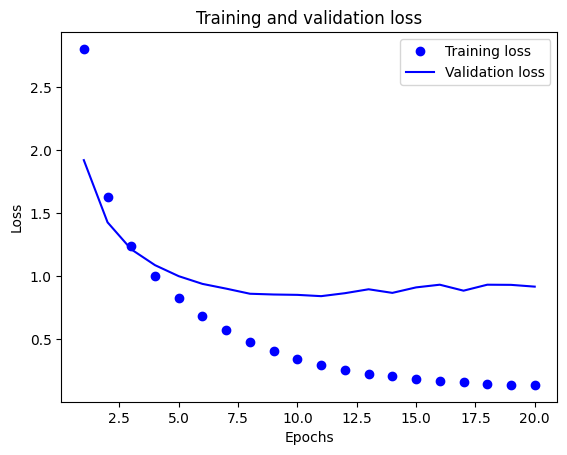 Training and validation loss
Training loss
Validation loss
Loss
2.5
2.0
1.5
1.0
0.5
2.5
5.0
7.5
10.0
12.5
15.0
17.5
20.0
Epochs